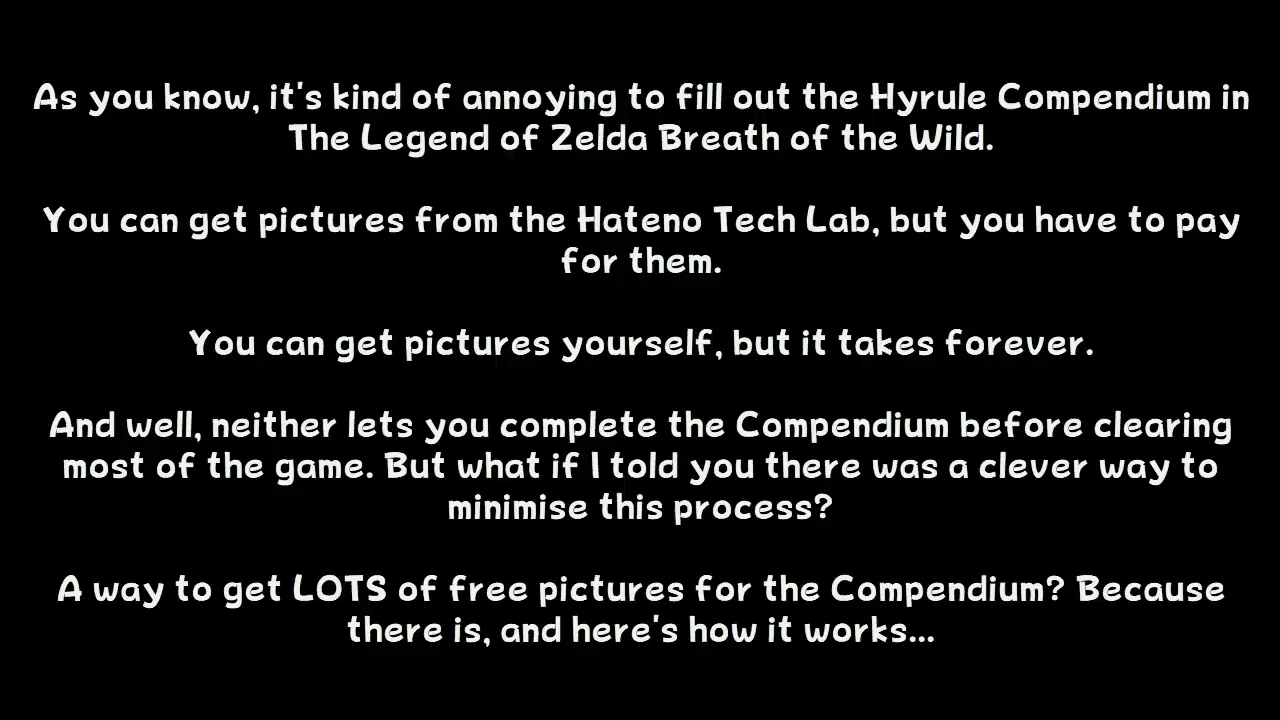 As you know, it's kind of annoying to fill out the Hyrule Compendium in
The Legend of Zelda Breath of the Wild.
You can get pictures from the Hateno Tech Lab, but you have to pay
for them.
You can get pictures yourself, but it takes forever.
And well, neither lets you complete the Compendium before clearing
most of the game. But what if I told you there was a clever way to
minimise this process?
A way to get LOTS of free pictures for the Compendium? Because
there is, and here's how it works...